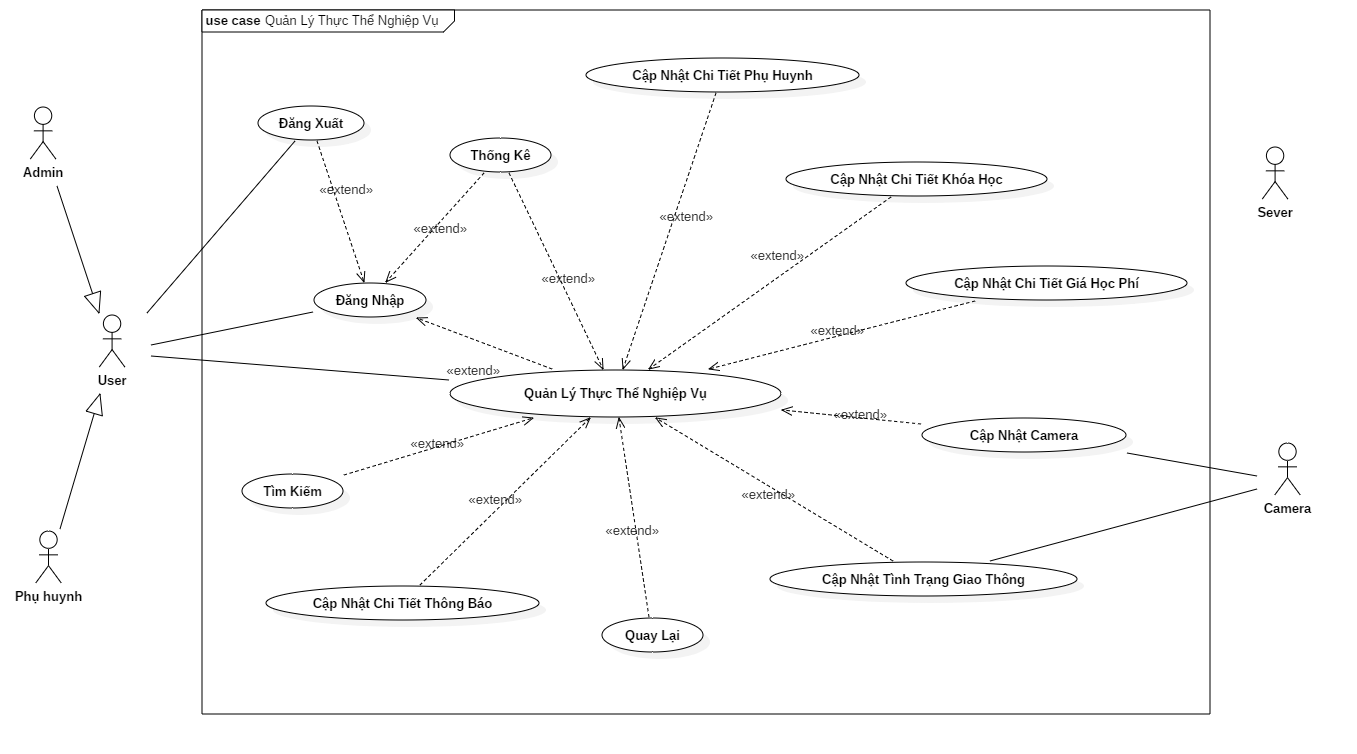 use case Quản Lý Thực Thể Nghiệp Vụ
Cập Nhật Chi Tiết Phụ Huynh
Đăng Xuất
Thống Kê
Admin
«extend»
Cập Nhật Chi Tiết Khóa Học
Sever
«extend»
«extend»
«extend»
«extend»
Cập Nhật Chi Tiết Giá Học Phí
Đăng Nhập
«extend»
«extend»
User
«extend»
Quản Lý Thực Thể Nghiệp Vụ
«extend»
Cập Nhật Camera
«extend»
Tìm Kiếm
«extend»
«extend»
Camera
«extend»
Cập Nhật Tình Trạng Giao Thông
Phụ huynh
Cập Nhật Chi Tiết Thông Báo
Quay Lại